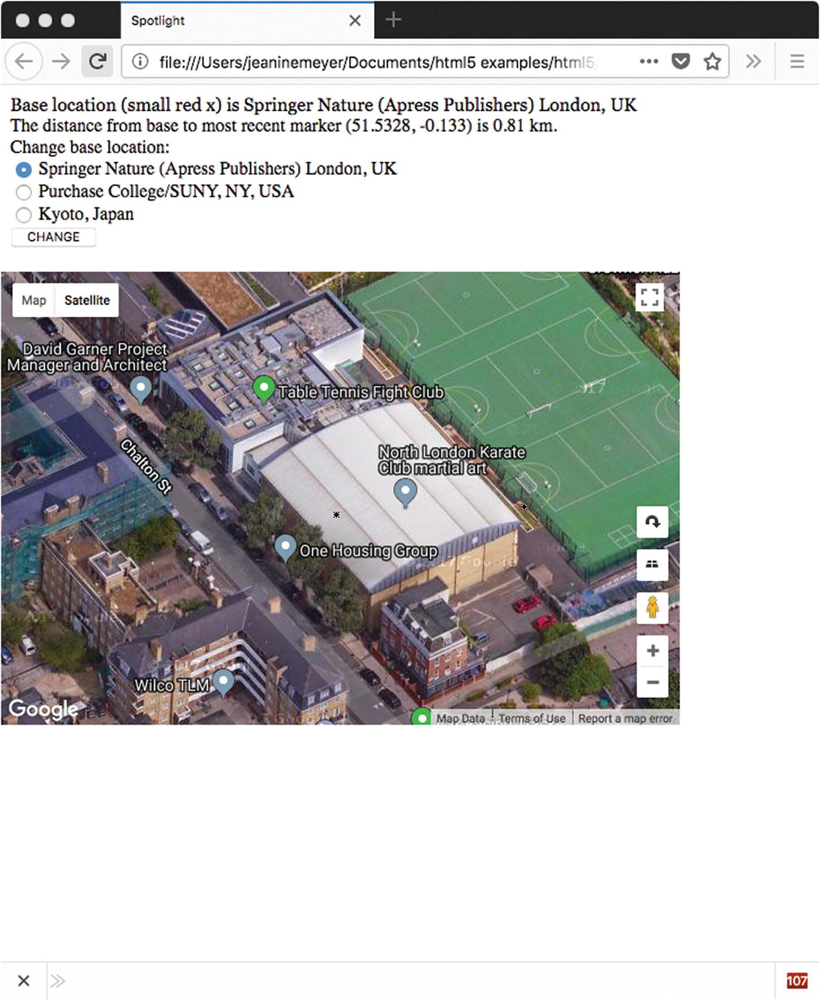 Spotlight
file:///Users/jeaninemeyer/Documents/html5 examples/html5/
Base location (small red x) is Springer Nature (Apress Publishers) London, UK
The distance from base to most recent marker (51.5328, -0.133) is 0.81 km.
Change base location:
Springer Nature (Apress Publishers) London, UK
Purchase College/SUNY, NY, USA
Kyoto, Japan
CHANGE
Map Satellite
David Garner Project
Manager and Architect
Table Tennis Fight Club
Chalton St
North London Karate
Club martial art
One Housing Group
Wilco TLM
Google
Map Data Terms of Use Report a map error
107